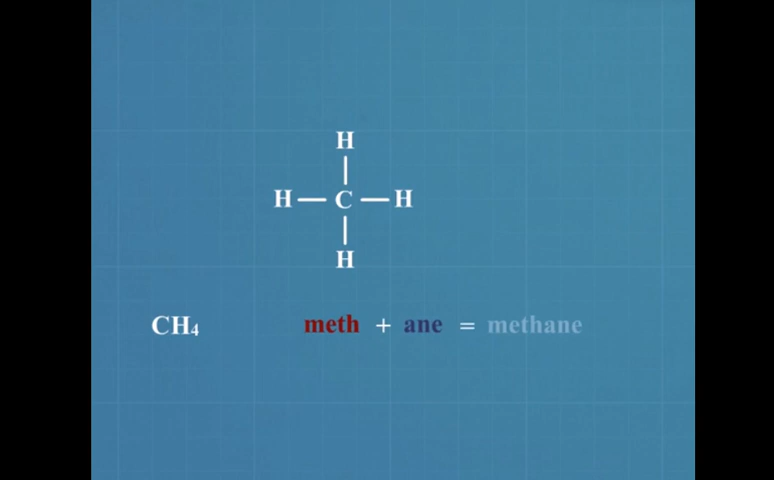 H
H — C — H
H
CH₄ meth + ane = methane